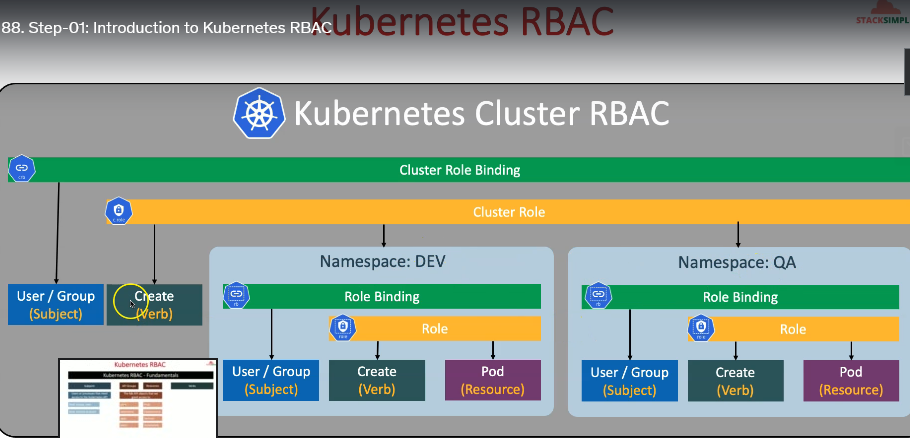 Kubernetes RBAC
88. Step-01: Introduction to Kubernetes RBAC
STACKSIMPL
Kubernetes Cluster RBAC
crb
Cluster Role Binding
c.role
Cluster Role
Namespace: DEV
Namespace: QA
User / Group
(Subject)
Create
(Verb)
rb
Role Binding
role
Role
User / Group
(Subject)
Create
(Verb)
Pod
(Resource)
rb
Role Binding
role
Role
User / Group
(Subject)
Create
(Verb)
Pod
(Resource)
Kubernetes RBAC
Kubernetes RBAC - Fundamentals